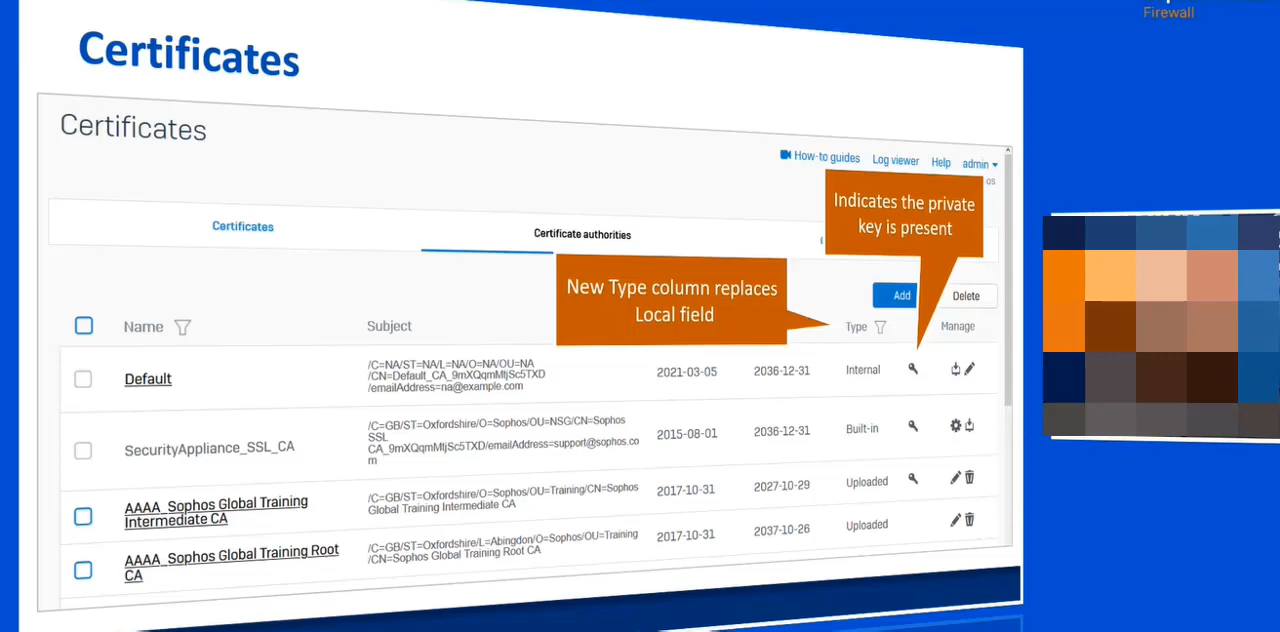 Firewall
Certificates
Certificates
How-to guides Log viewer Help admin
os
Indicates the private
key is present
Certificates Certificate authorities
New Type column replaces
Local field
Add Delete
Name Subject Type Manage
Default /C=NA/ST=NA/L=NA/O=NA/OU=NA
/CN=Default_CA_9mXQqmMtjSc5TXD
/emailAddress=na@example.com 2021-03-05 2036-12-31 Internal
SecurityAppliance_SSL_CA /C=GB/ST=Oxfordshire/O=Sophos/OU=NSG/CN=Sophos
SSL
CA_9mXQqmMtjSc5TXD/emailAddress=support@sophos.co
m 2015-08-01 2036-12-31 Built-in
AAAA_Sophos Global Training
Intermediate CA /C=GB/ST=Oxfordshire/O=Sophos/OU=Training/CN=Sophos
Global Training Intermediate CA 2017-10-31 2027-10-29 Uploaded
AAAA_Sophos Global Training Root
CA /C=GB/ST=Oxfordshire/L=Abingdon/O=Sophos/OU=Training
/CN=Sophos Global Training Root CA 2017-10-31 2037-10-26 Uploaded